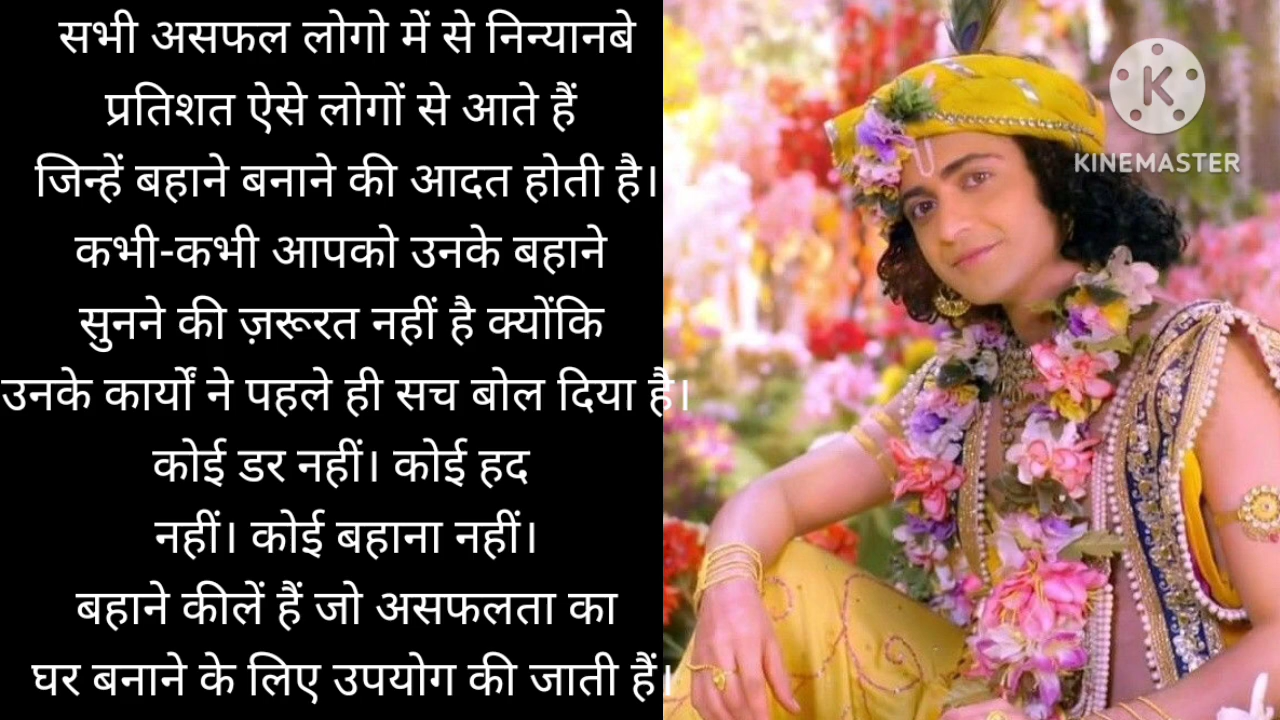 सभी असफल लोगो में से निन्यानबे
प्रतिशत ऐसे लोगों से आते हैं
जिन्हें बहाने बनाने की आदत होती है।
कभी-कभी आपको उनके बहाने
सुनने की ज़रूरत नहीं है क्योंकि
उनके कार्यों ने पहले ही सच बोल दिया है।
कोई डर नहीं। कोई हद
नहीं। कोई बहाना नहीं।
बहाने कीलें हैं जो असफलता का
घर बनाने के लिए उपयोग की जाती हैं।
K
KINEMASTER